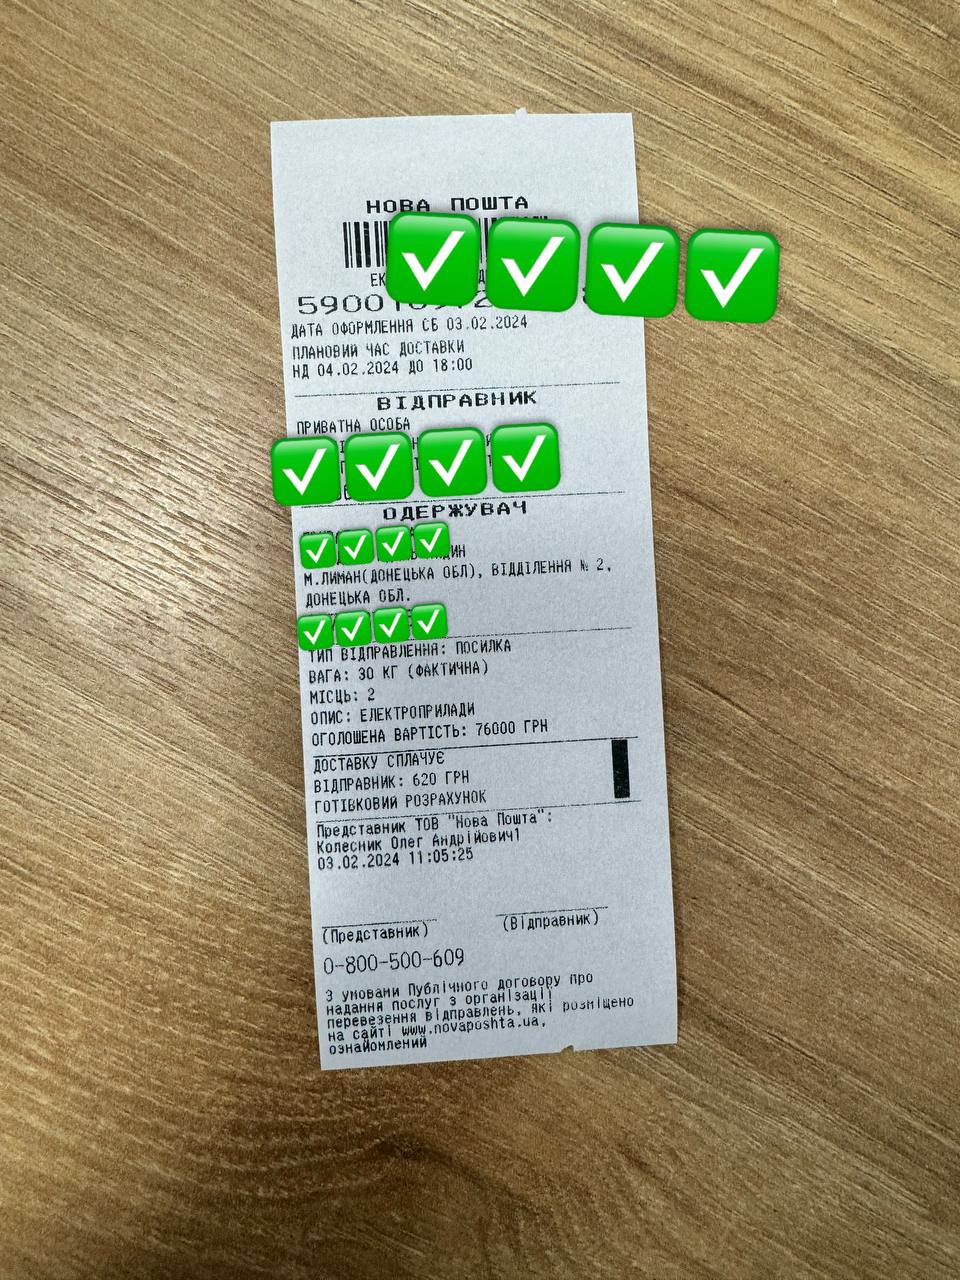 НОВА ПОШТА
ДАТА ОФОРМЛЕННЯ СБ 03.02.2024
ПЛАНОВИЙ ЧАС ДОСТАВКИ
НД 04.02.2024 ДО 18:00
ВІДПРАВНИК
ПРИВАТНА ОСОБА
ОДЕРЖУВАЧ
М.ЛИМАН(ДОНЕЦЬКА ОБЛ), ВІДДІЛЕННЯ № 2,
ДОНЕЦЬКА ОБЛ.
ТИП ВІДПРАВЛЕННЯ: ПОСИЛКА
ВАГА: 30 КГ (ФАКТИЧНА)
МІСЦЬ: 2
ОПИС: ЕЛЕКТРОПРИЛАДИ
ОГОЛОШЕНА ВАРТІСТЬ: 76000 ГРН
ДОСТАВКУ СПЛАЧУЄ
ВІДПРАВНИК: 620 ГРН
ГОТІВКОВИЙ РОЗРАХУНОК
Представник ТОВ "Нова Пошта":
Колесник Олег Андрійович1
03.02.2024 11:05:25
(Представник) (Відправник)
0-800-500-609
З умовами Публічного договору про
надання послуг з організації
перевезення відправлень, які розміщено
на сайті www.novaposhta.ua,
ознайомлений